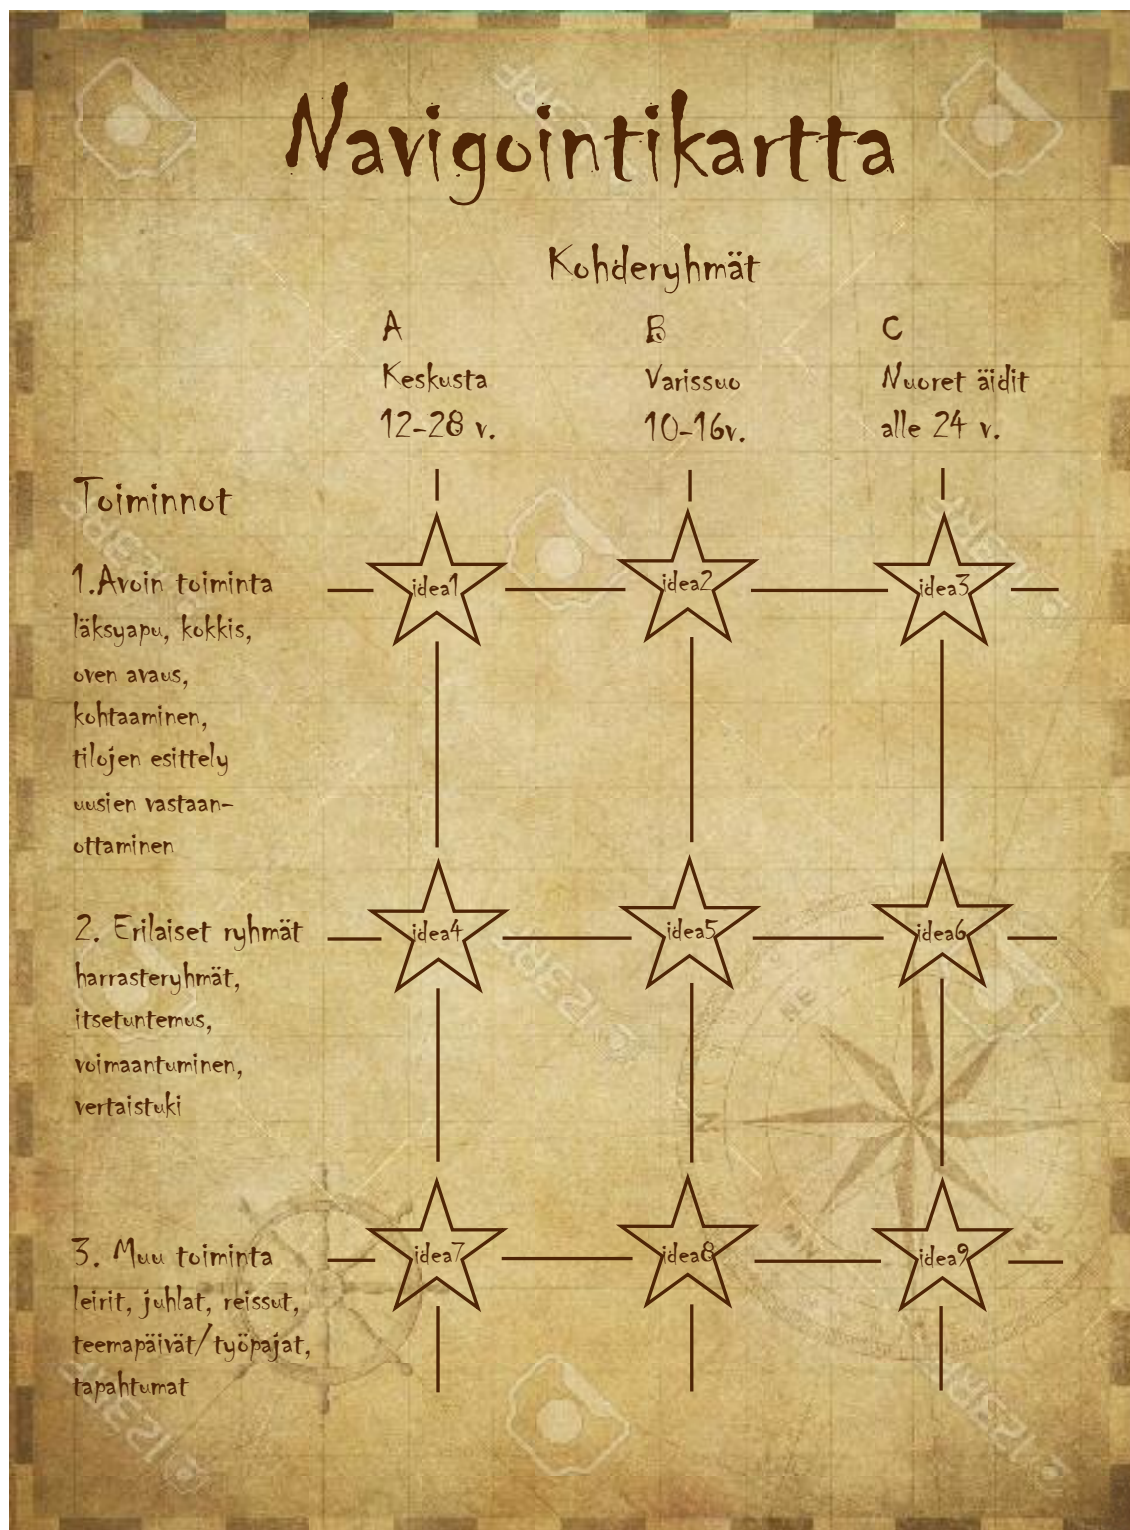 Navigointikartta
Kohderyhmät
A
Keskusta
12-28 v.
B
Varissuo
10-16v.
C
Nuoret äidit
alle 24 v.
Toiminnot
1.Avoin toiminta
läksyapu, kokkis,
oven avaus,
kohtaaminen,
tilojen esittely
uusien vastaan-
ottaminen
idea1
idea2
idea3
2. Erilaiset ryhmät
harrasteryhmät,
itsetuntemus,
voimaantuminen,
vertaistuki
idea4
idea5
idea6
3. Muu toiminta
leirit, juhlat, reissut,
teemapäivät/työpajat,
tapahtumat
idea7
idea8
idea9